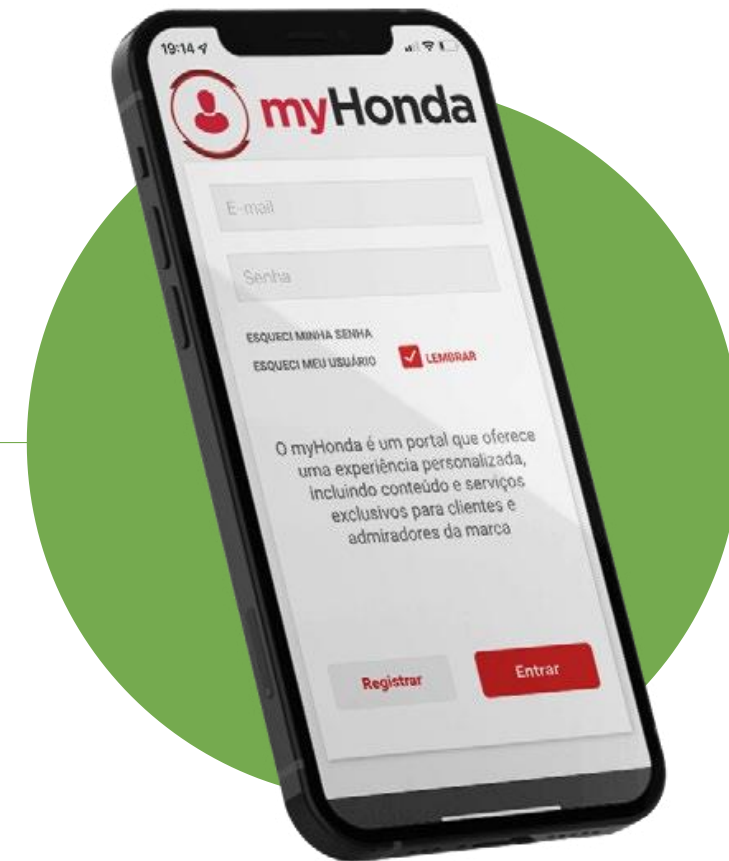 19:14
myHonda
E-mail
Senha
ESQUECI MINHA SENHA
ESQUECI MEU USUÁRIO
LEMBRAR
O myHonda é um portal que oferece
uma experiência personalizada,
incluindo conteúdo e serviços
exclusivos para clientes e
admiradores da marca
Registrar
Entrar